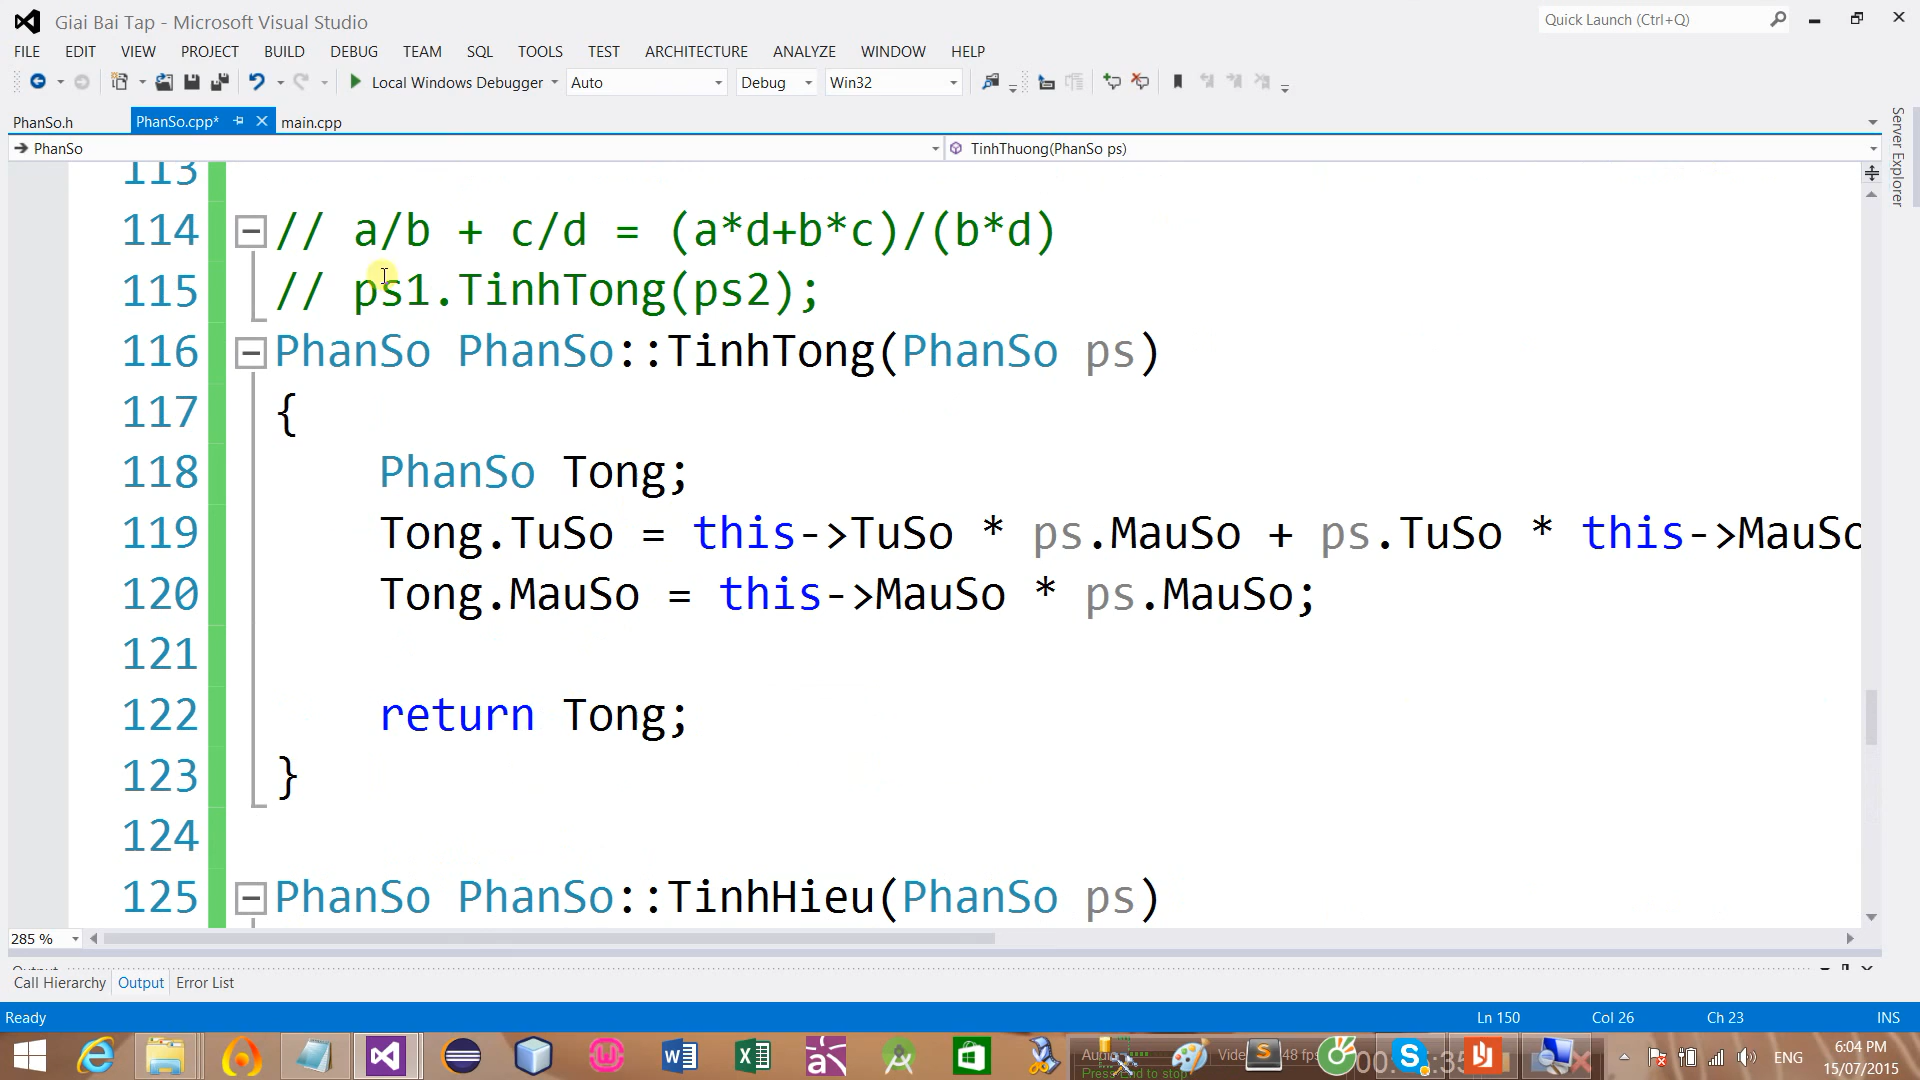 Giai Bai Tap - Microsoft Visual Studio
Quick Launch (Ctrl+Q)
FILE EDIT VIEW PROJECT BUILD DEBUG TEAM SQL TOOLS TEST ARCHITECTURE ANALYZE WINDOW HELP
Local Windows Debugger Auto Debug Win32
PhanSo.h PhanSo.cpp* main.cpp
PhanSo TinhThuong(PhanSo ps)
Server Explorer
113
114 // a/b + c/d = (a*d+b*c)/(b*d)
115 // ps1.TinhTong(ps2);
116 PhanSo PhanSo::TinhTong(PhanSo ps)
117 {
118 PhanSo Tong;
119 Tong.TuSo = this->TuSo * ps.MauSo + ps.TuSo * this->MauSo
120 Tong.MauSo = this->MauSo * ps.MauSo;
121
122 return Tong;
123 }
124
125 PhanSo PhanSo::TinhHieu(PhanSo ps)
285 %
Output
Call Hierarchy Output Error List
Ready Ln 150 Col 26 Ch 23 INS
ENG
6:04 PM
15/07/2015